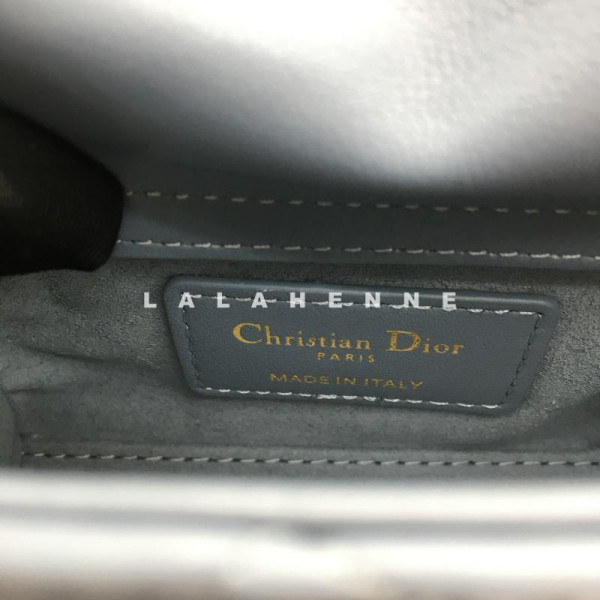 LALAHENNE
Christian Dior
PARIS
MADE IN ITALY